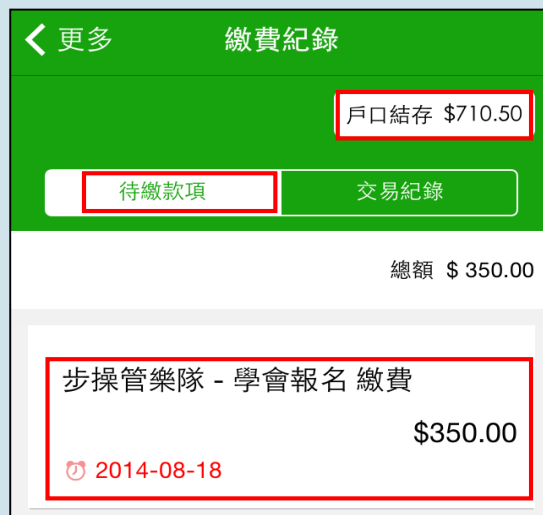 更多 繳費紀錄
戶口結存 $710.50
待繳款項 交易紀錄
總額 $ 350.00
步操管樂隊 - 學會報名 繳費
$350.00
2014-08-18